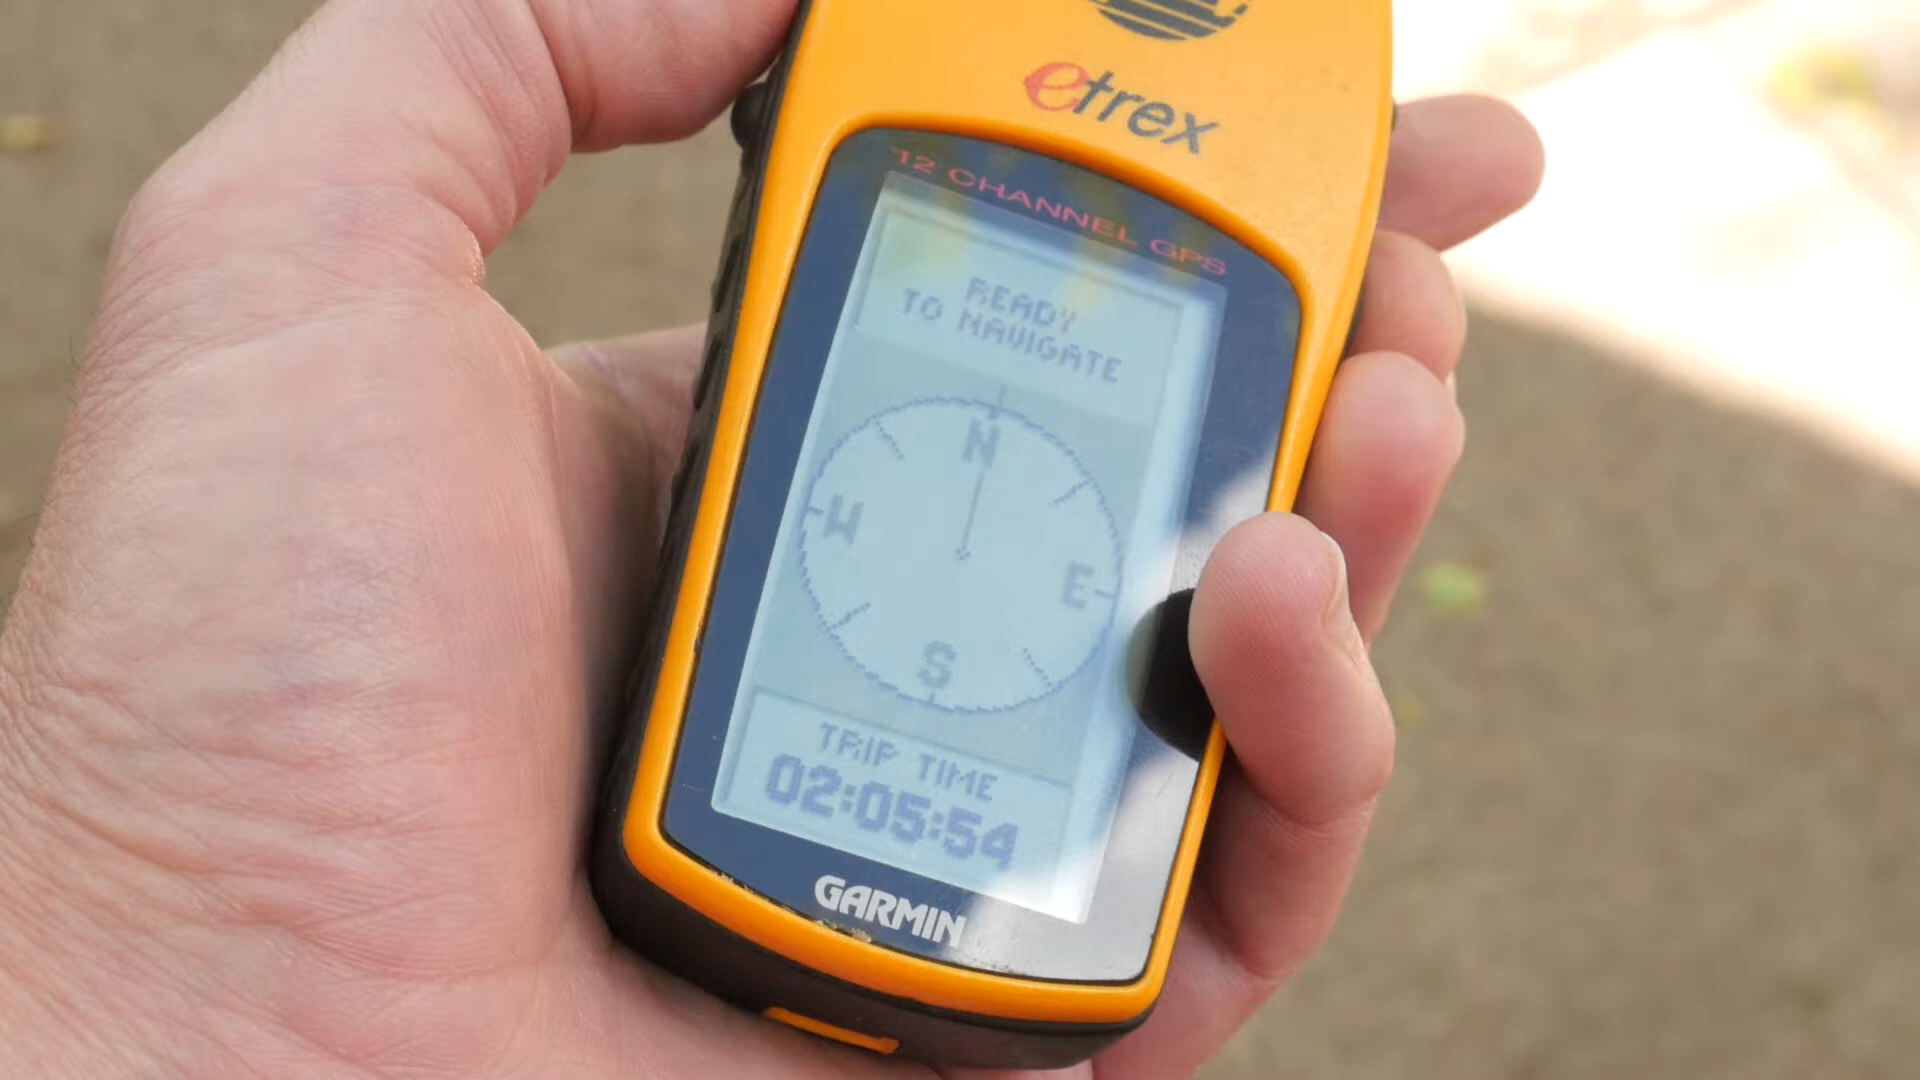 etrex
12 CHANNEL GPS
READY
TO NAVIGATE
N
W
E
S
TRIP TIME
02:05:54
GARMIN